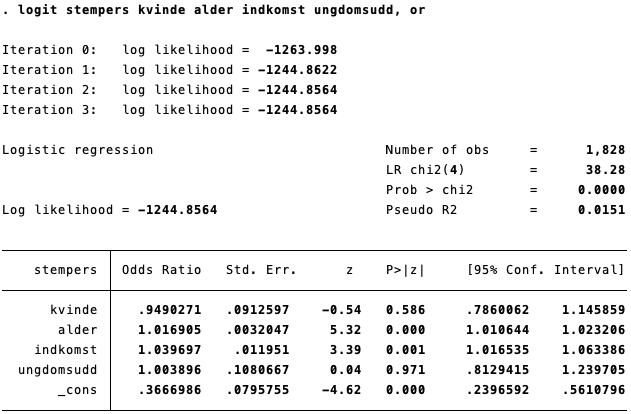 . logit stempers kvinde alder indkomst ungdomsudd, or
Iteration 0:   log likelihood =  -1263.998
Iteration 1:   log likelihood = -1244.8622
Iteration 2:   log likelihood = -1244.8564
Iteration 3:   log likelihood = -1244.8564
Logistic regression                             Number of obs     =      1,828
                                                LR chi2(4)        =      38.28
                                                Prob > chi2       =     0.0000
Log likelihood = -1244.8564                     Pseudo R2         =     0.0151
    stempers | Odds Ratio   Std. Err.      z    P>|z|     [95% Conf. Interval]
      kvinde |   .9490271   .0912597    -0.54   0.586     .7860062    1.145859
       alder |   1.016905   .0032047     5.32   0.000     1.010644    1.023206
    indkomst |   1.039697    .011951     3.39   0.001     1.016535    1.063386
  ungdomsudd |   1.003896   .1080667     0.04   0.971     .8129415    1.239705
       _cons |   .3666986   .0795755    -4.62   0.000     .2396592    .5610796